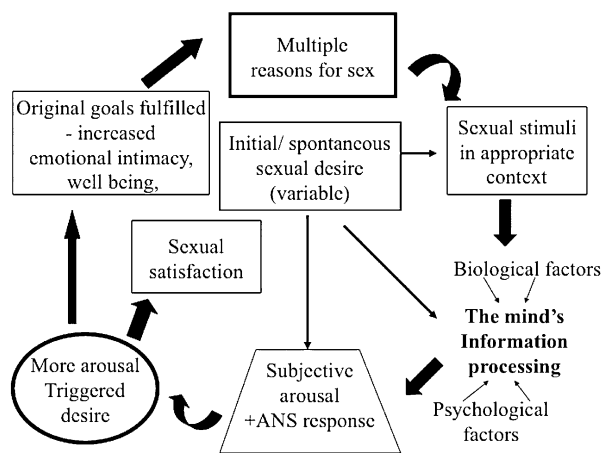 Multiple
reasons for sex
Original goals fulfilled
- increased
emotional intimacy,
well being,
Initial/ spontaneous
sexual desire
(variable)
Sexual stimuli
in appropriate
context
Sexual
satisfaction
Biological factors
The mind's
Information
processing
Psychological
factors
More arousal
Triggered
desire
Subjective
arousal
+ANS response